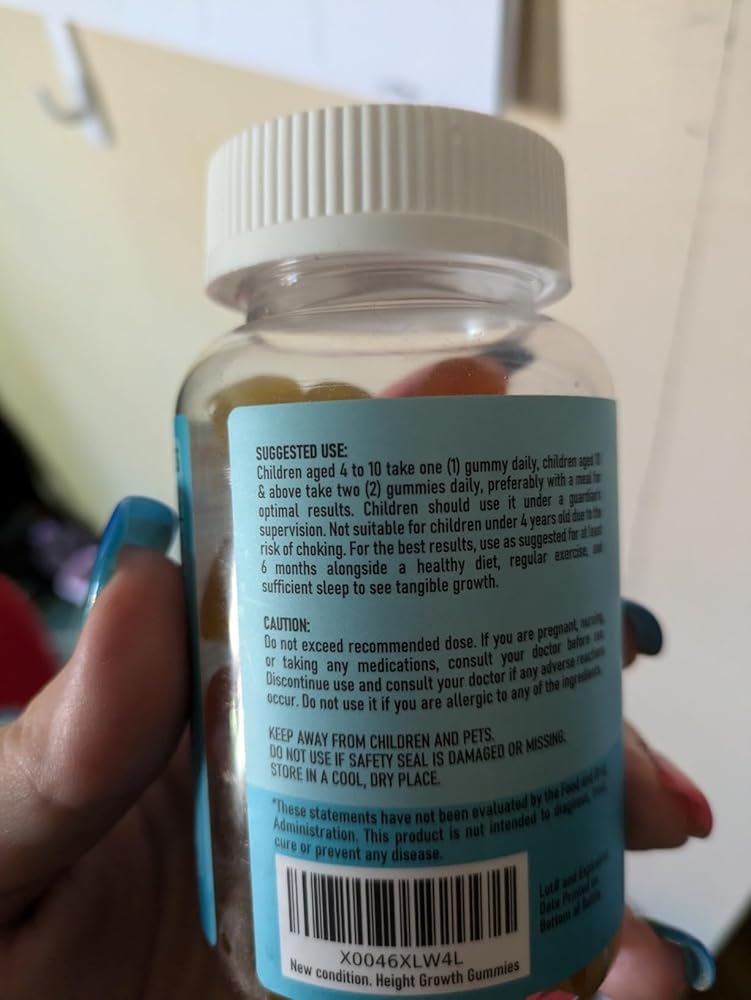 SUGGESTED USE:
Children aged 4 to 10 take one (1) gummy daily, children aged 10
& above take two (2) gummies daily, preferably with a meal for
optimal results. Children should use it under a guardian's
supervision. Not suitable for children under 4 years old due to the
risk of choking. For the best results, use as suggested for at least
6 months alongside a healthy diet, regular exercise, and
sufficient sleep to see tangible growth.
CAUTION:
Do not exceed recommended dose. If you are pregnant, nursing,
or taking any medications, consult your doctor before use.
Discontinue use and consult your doctor if any adverse reactions
occur. Do not use it if you are allergic to any of the ingredients.
KEEP AWAY FROM CHILDREN AND PETS.
DO NOT USE IF SAFETY SEAL IS DAMAGED OR MISSING.
STORE IN A COOL, DRY PLACE.
*These statements have not been evaluated by the Food and Drug
Administration. This product is not intended to diagnose, treat,
cure or prevent any disease.
X0046XLW4L
New condition. Height Growth Gummies
Lot# and Expiration
Date Printed on
Bottom of Bottle